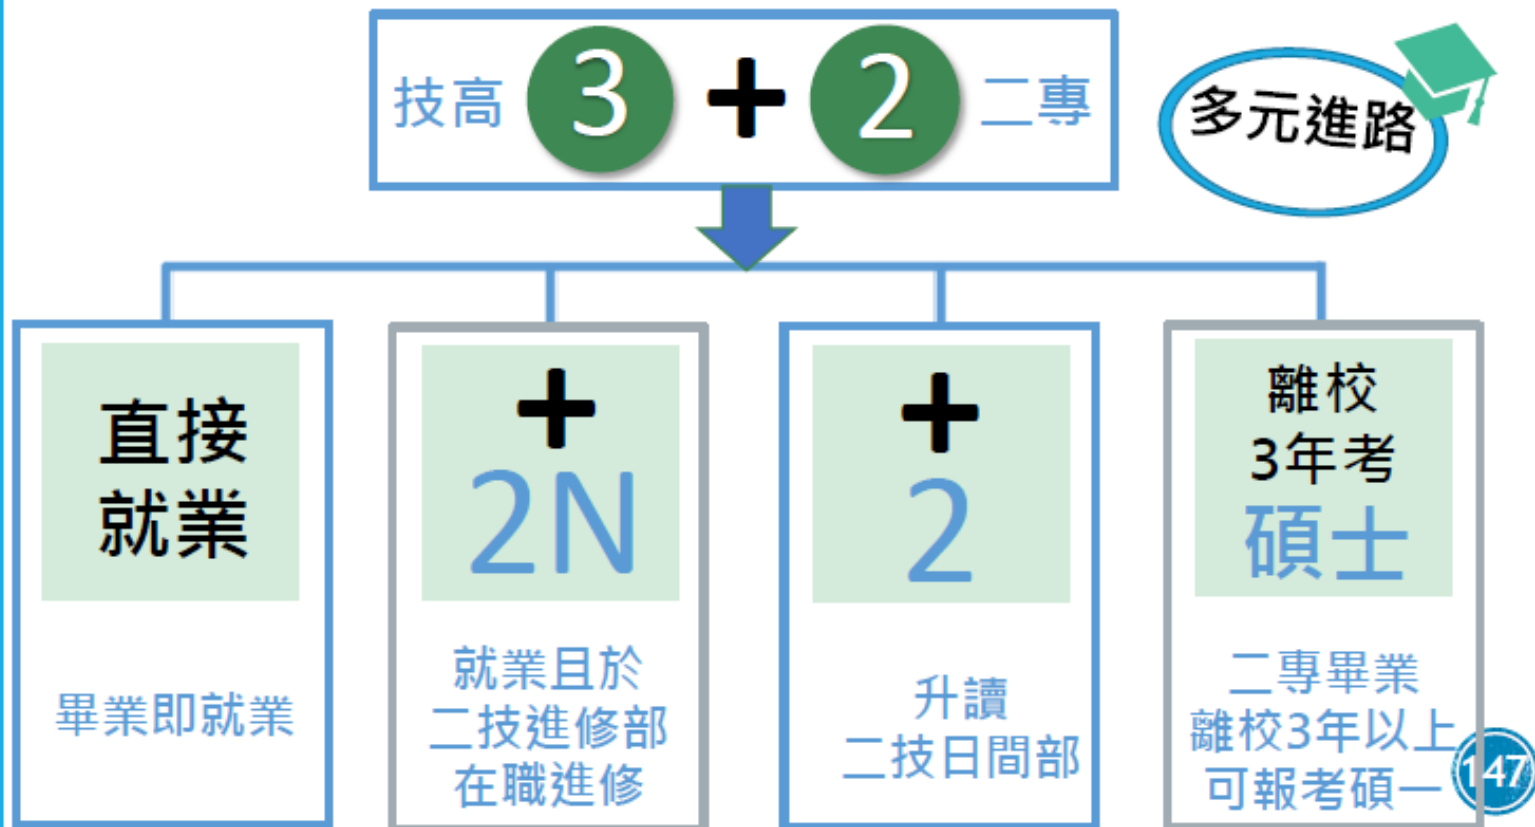 技高 3 + 2 二專
多元進路
直接
就業
畢業即就業
+
2N
就業且於
二技進修部
在職進修
+
2
升讀
二技日間部
離校
3年考
碩士
二專畢業
離校3年以上
可報考碩一
147